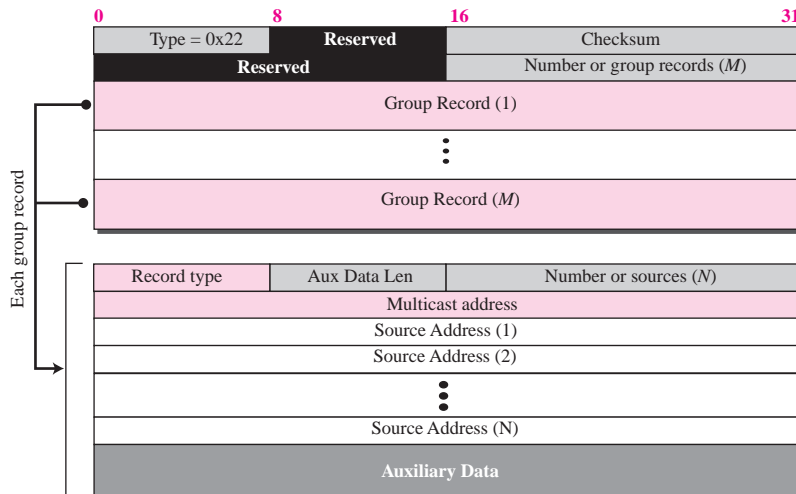 0 8 16 31
Type = 0x22 Reserved Checksum
Reserved Number or group records (M)
Group Record (1)
Group Record (M)
Each group record
Record type Aux Data Len Number or sources (N)
Multicast address
Source Address (1)
Source Address (2)
Source Address (N)
Auxiliary Data